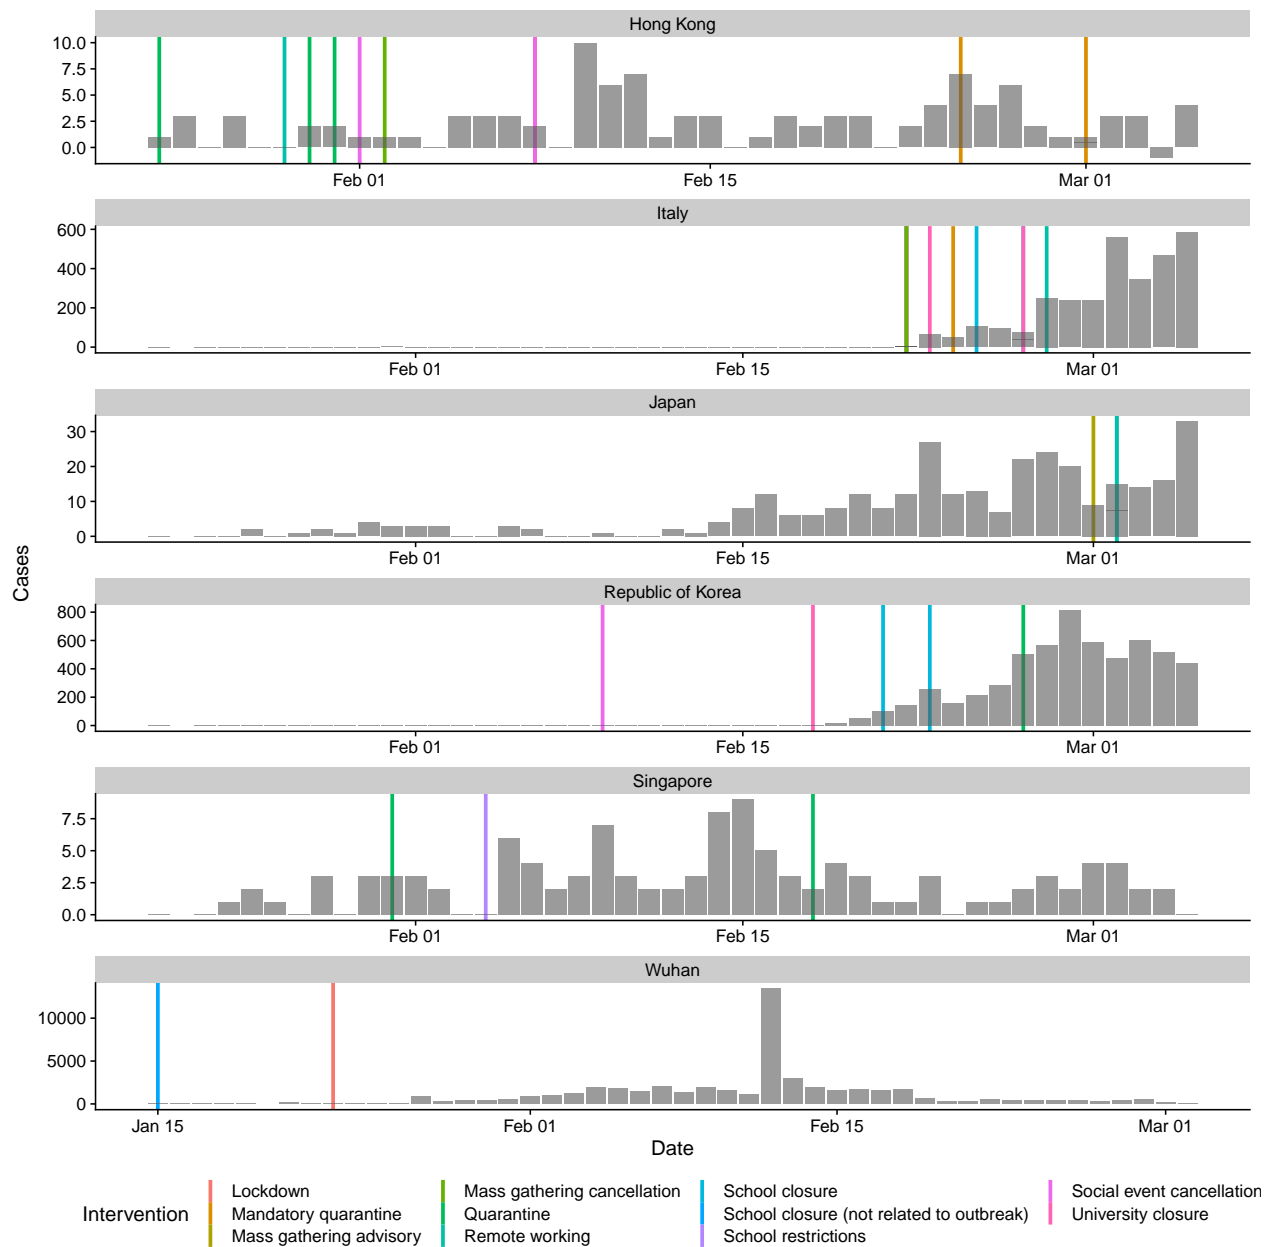 Hong Kong
10.0
7.5
5.0
2.5
0.0
Feb 01
Feb 15
Mar 01
Italy
600
400
200
0
Feb 01
Feb 15
Mar 01
Japan
30
20
10
0
Feb 01
Feb 15
Mar 01
Cases
Republic of Korea
800
600
400
200
0
Feb 01
Feb 15
Mar 01
Singapore
7.5
5.0
2.5
0.0
Feb 01
Feb 15
Mar 01
Wuhan
10000
5000
0
Jan 15
Feb 01
Feb 15
Mar 01
Date
Intervention
Lockdown
Mandatory quarantine
Mass gathering advisory
Mass gathering cancellation
Quarantine
Remote working
School closure
School closure (not related to outbreak)
School restrictions
Social event cancellation
University closure